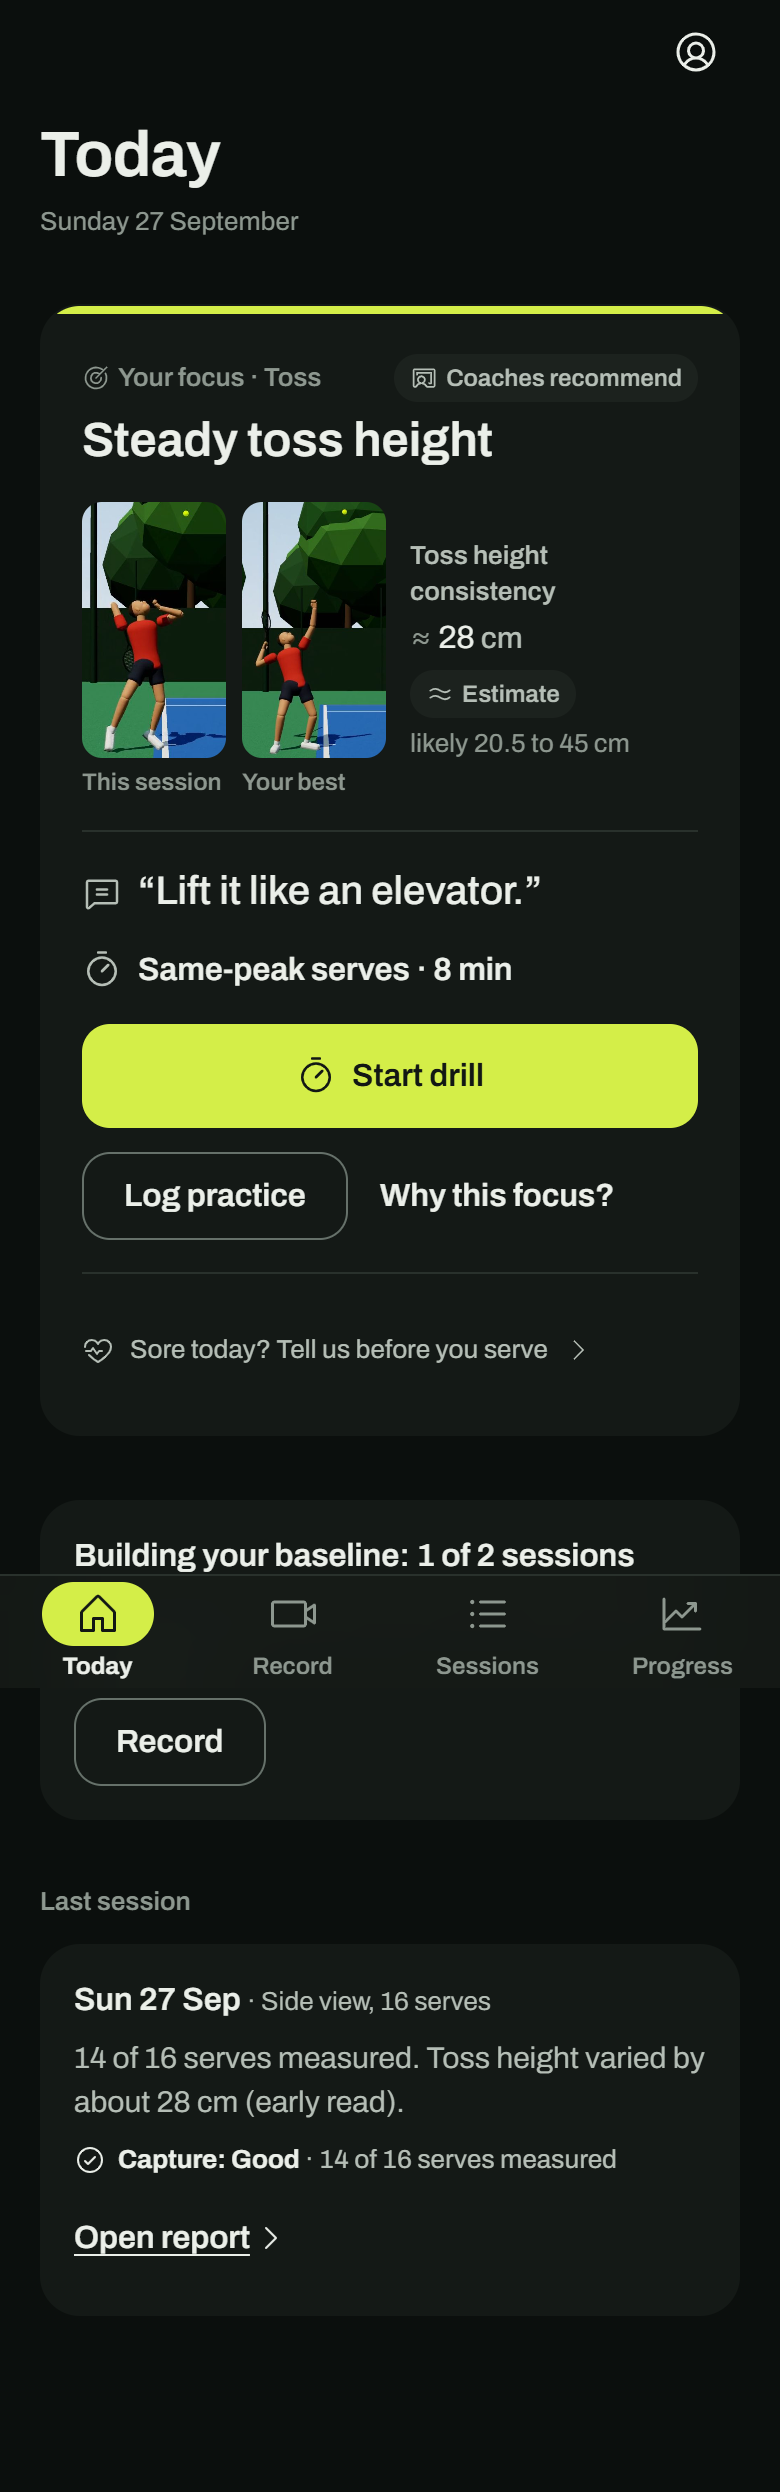 Today
Sunday 27 September
Your focus · Toss
Coaches recommend
Steady toss height
Toss height
consistency
≈ 28 cm
Estimate
likely 20.5 to 45 cm
This session
Your best
“Lift it like an elevator.”
Same-peak serves · 8 min
Start drill
Log practice
Why this focus?
Sore today? Tell us before you serve
Building your baseline: 1 of 2 sessions
Today
Record
Sessions
Progress
Record
Last session
Sun 27 Sep · Side view, 16 serves
14 of 16 serves measured. Toss height varied by
about 28 cm (early read).
Capture: Good · 14 of 16 serves measured
Open report